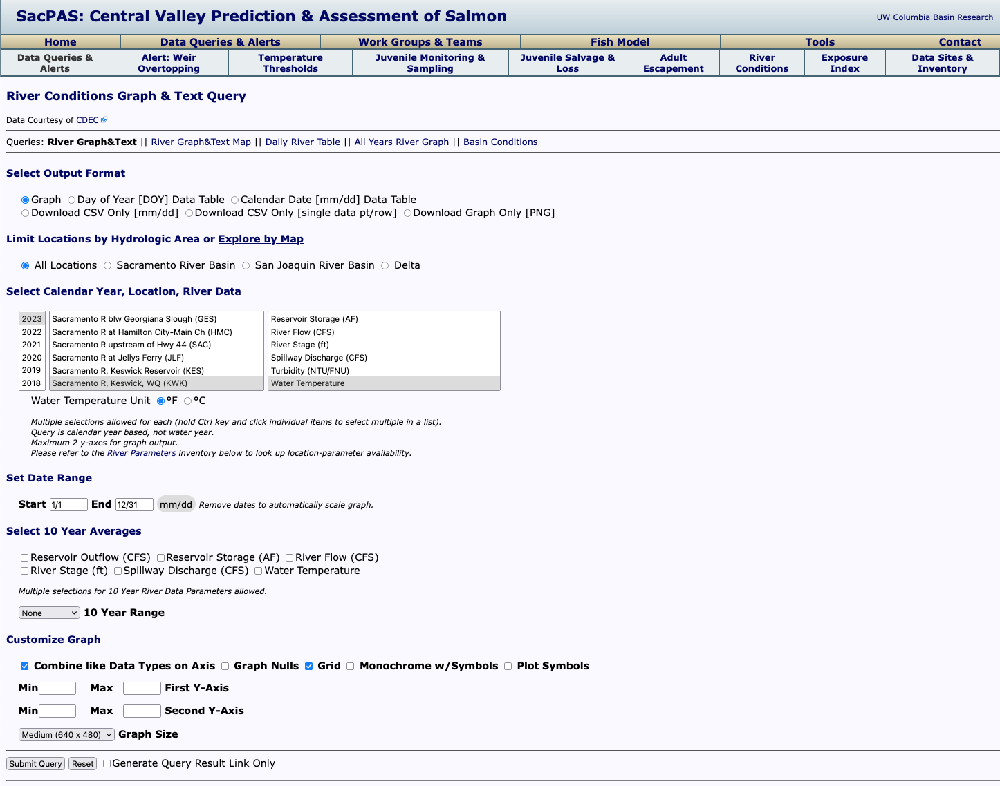 SacPAS: Central Valley Prediction & Assessment of Salmon
UW Columbia Basin Research
Home Data Queries & Alerts Work Groups & Teams Fish Model Tools Contact
Data Queries & Alerts
Alert: Weir Overtopping
Temperature Thresholds
Juvenile Monitoring & Sampling
Juvenile Salvage & Loss
Adult Escapement
River Conditions
Exposure Index
Data Sites & Inventory
River Conditions Graph & Text Query
Data Courtesy of CDEC
Queries: River Graph&Text || River Graph&Text Map || Daily River Table || All Years River Graph || Basin Conditions
Select Output Format
Graph Day of Year [DOY] Data Table Calendar Date [mm/dd] Data Table
Download CSV Only [mm/dd] Download CSV Only [single data pt/row] Download Graph Only [PNG]
Limit Locations by Hydrologic Area or Explore by Map
All Locations Sacramento River Basin San Joaquin River Basin Delta
Select Calendar Year, Location, River Data
2023 Sacramento R blw Georgiana Slough (GES) Reservoir Storage (AF)
2022 Sacramento R at Hamilton City-Main Ch (HMC) River Flow (CFS)
2021 Sacramento R upstream of Hwy 44 (SAC) River Stage (ft)
2020 Sacramento R at Jellys Ferry (JLF) Spillway Discharge (CFS)
2019 Sacramento R, Keswick Reservoir (KES) Turbidity (NTU/FNU)
2018 Sacramento R, Keswick, WQ (KWK) Water Temperature
Water Temperature Unit °F °C
Multiple selections allowed for each (hold Ctrl key and click individual items to select multiple in a list).
Query is calendar year based, not water year.
Maximum 2 y-axes for graph output.
Please refer to the River Parameters inventory below to look up location-parameter availability.
Set Date Range
Start 1/1 End 12/31 mm/dd Remove dates to automatically scale graph.
Select 10 Year Averages
Reservoir Outflow (CFS) Reservoir Storage (AF) River Flow (CFS)
River Stage (ft) Spillway Discharge (CFS) Water Temperature
Multiple selections for 10 Year River Data Parameters allowed.
None 10 Year Range
Customize Graph
Combine like Data Types on Axis Graph Nulls Grid Monochrome w/Symbols Plot Symbols
Min Max First Y-Axis
Min Max Second Y-Axis
Medium (640 x 480) Graph Size
Submit Query Reset Generate Query Result Link Only